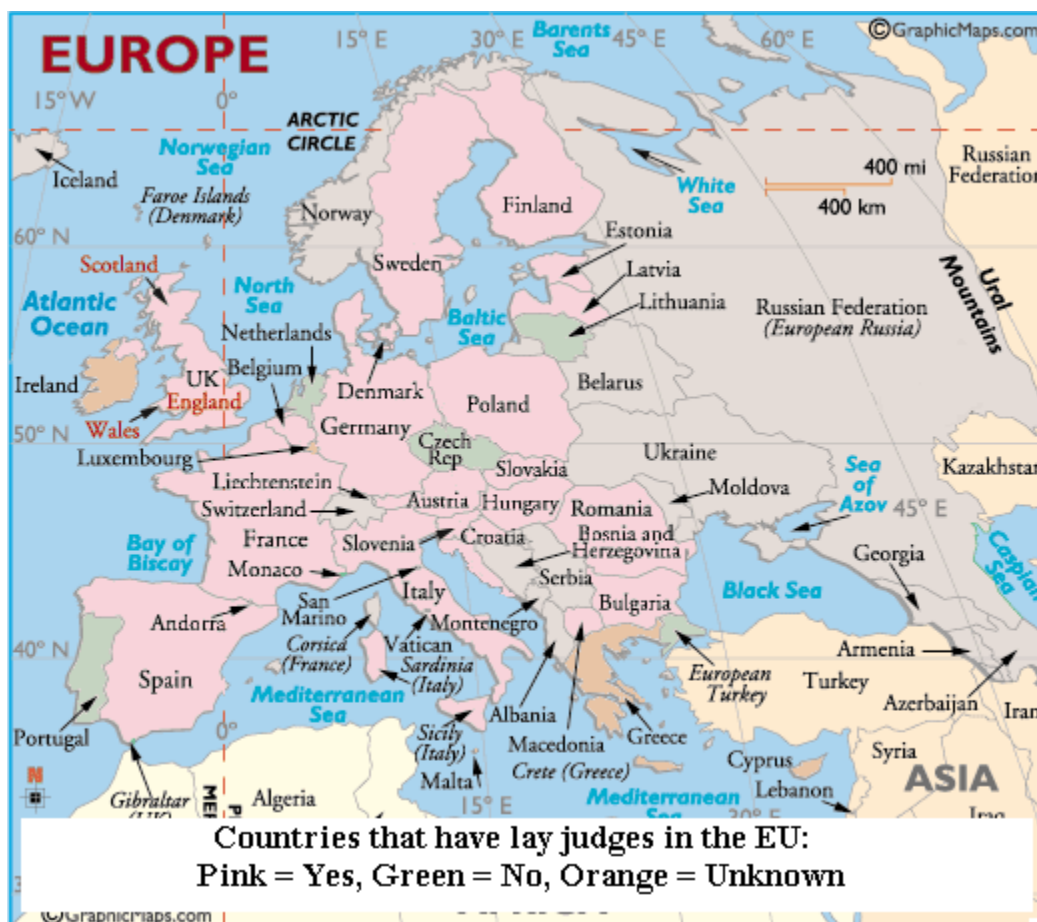 EUROPE
©GraphicMaps.com
15° W
0°
15° E
30° E
Barents
Sea
45° E
60° E
ARCTIC
CIRCLE
Norwegian
Sea
Iceland
Faroe Islands
(Denmark)
Norway
Finland
White
Sea
400 mi
400 km
Russian
Federation
60° N
Scotland
Sweden
Estonia
Latvia
Lithuania
Ural
Mountains
Atlantic
Ocean
North
Sea
Baltic
Sea
Russian Federation
(European Russia)
Netherlands
Belgium
Ireland
UK
England
Wales
Denmark
Poland
Belarus
50° N
Luxembourg
Germany
Czech
Rep
Slovakia
Ukraine
Kazakhstan
Liechtenstein
Switzerland
Austria
Hungary
Romania
Moldova
Sea
of
Azov
45° E
Bay of
Biscay
France
Slovenia
Croatia
Bosnia and
Herzegovina
Georgia
Caspian
Sea
Monaco
Serbia
Black Sea
Andorra
San
Marino
Italy
Montenegro
Bulgaria
Corsica
(France)
Vatican
Sardinia
(Italy)
40° N
Spain
Mediterranean
Sea
European
Turkey
Turkey
Armenia
Azerbaijan
Iran
Portugal
0°
Sicily
(Italy)
Albania
Macedonia
Greece
Crete (Greece)
Malta
Cyprus
Lebanon
Syria
ASIA
N
Gibraltar
Algeria
15° E
Mediterranean
Countries that have lay judges in the EU:
Pink = Yes, Green = No, Orange = Unknown
©GraphicMaps.com